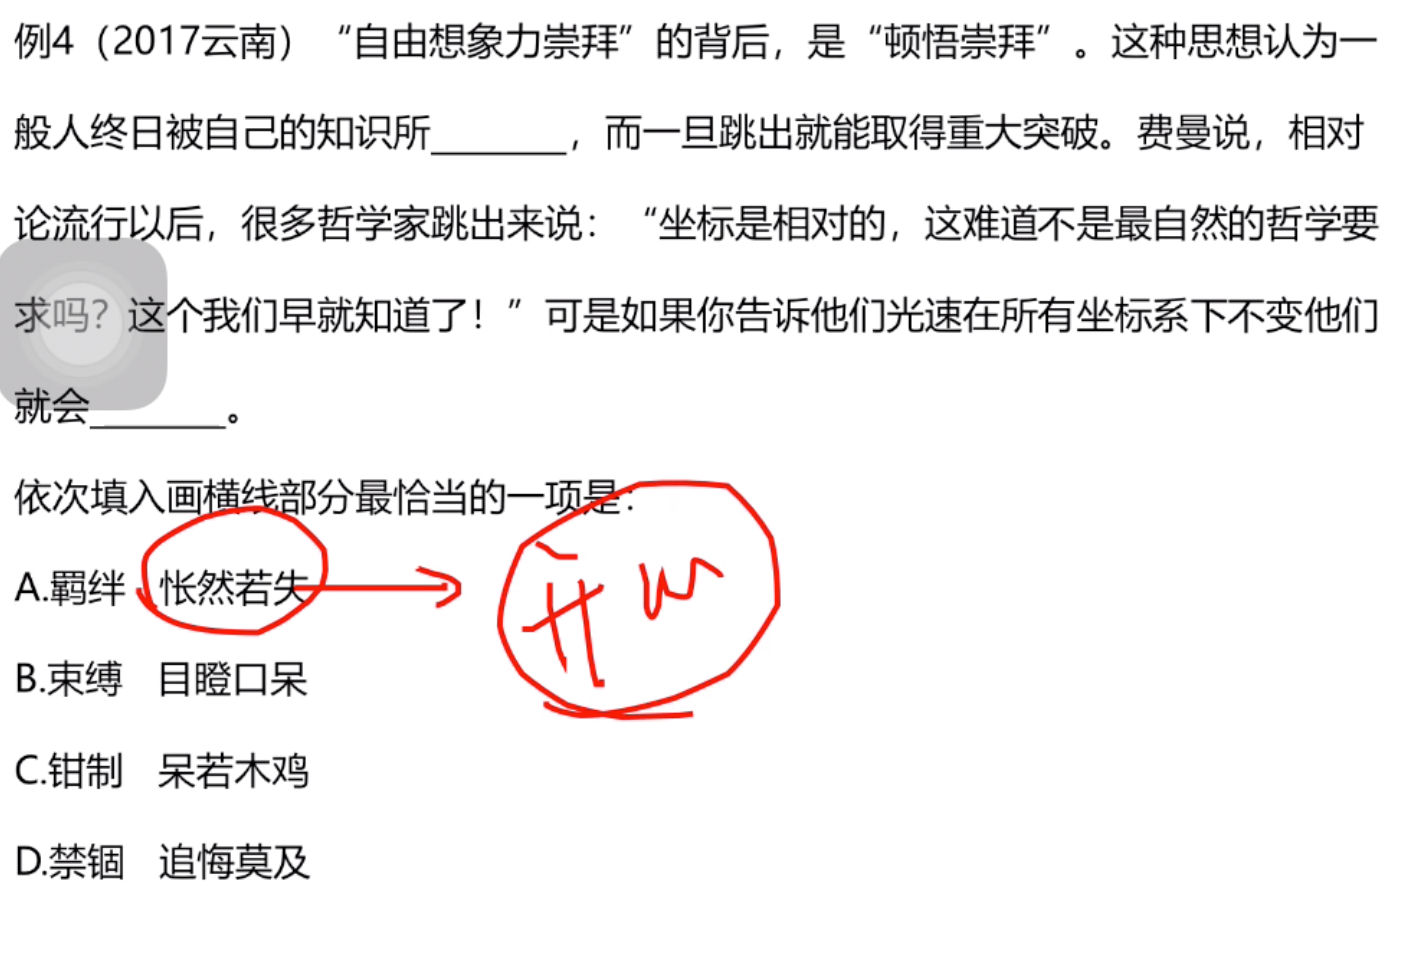 例4（2017云南）“自由想象力崇拜”的背后，是“顿悟崇拜”。这种思想认为一
般人终日被自己的知识所_______，而一旦跳出就能取得重大突破。费曼说，相对
论流行以后，很多哲学家跳出来说：“坐标是相对的，这难道不是最自然的哲学要
求吗？这个我们早就知道了！”可是如果你告诉他们光速在所有坐标系下不变他们
就会_______。
依次填入画横线部分最恰当的一项是：
A.羁绊 怅然若失
B.束缚 目瞪口呆
C.钳制 呆若木鸡
D.禁锢 追悔莫及